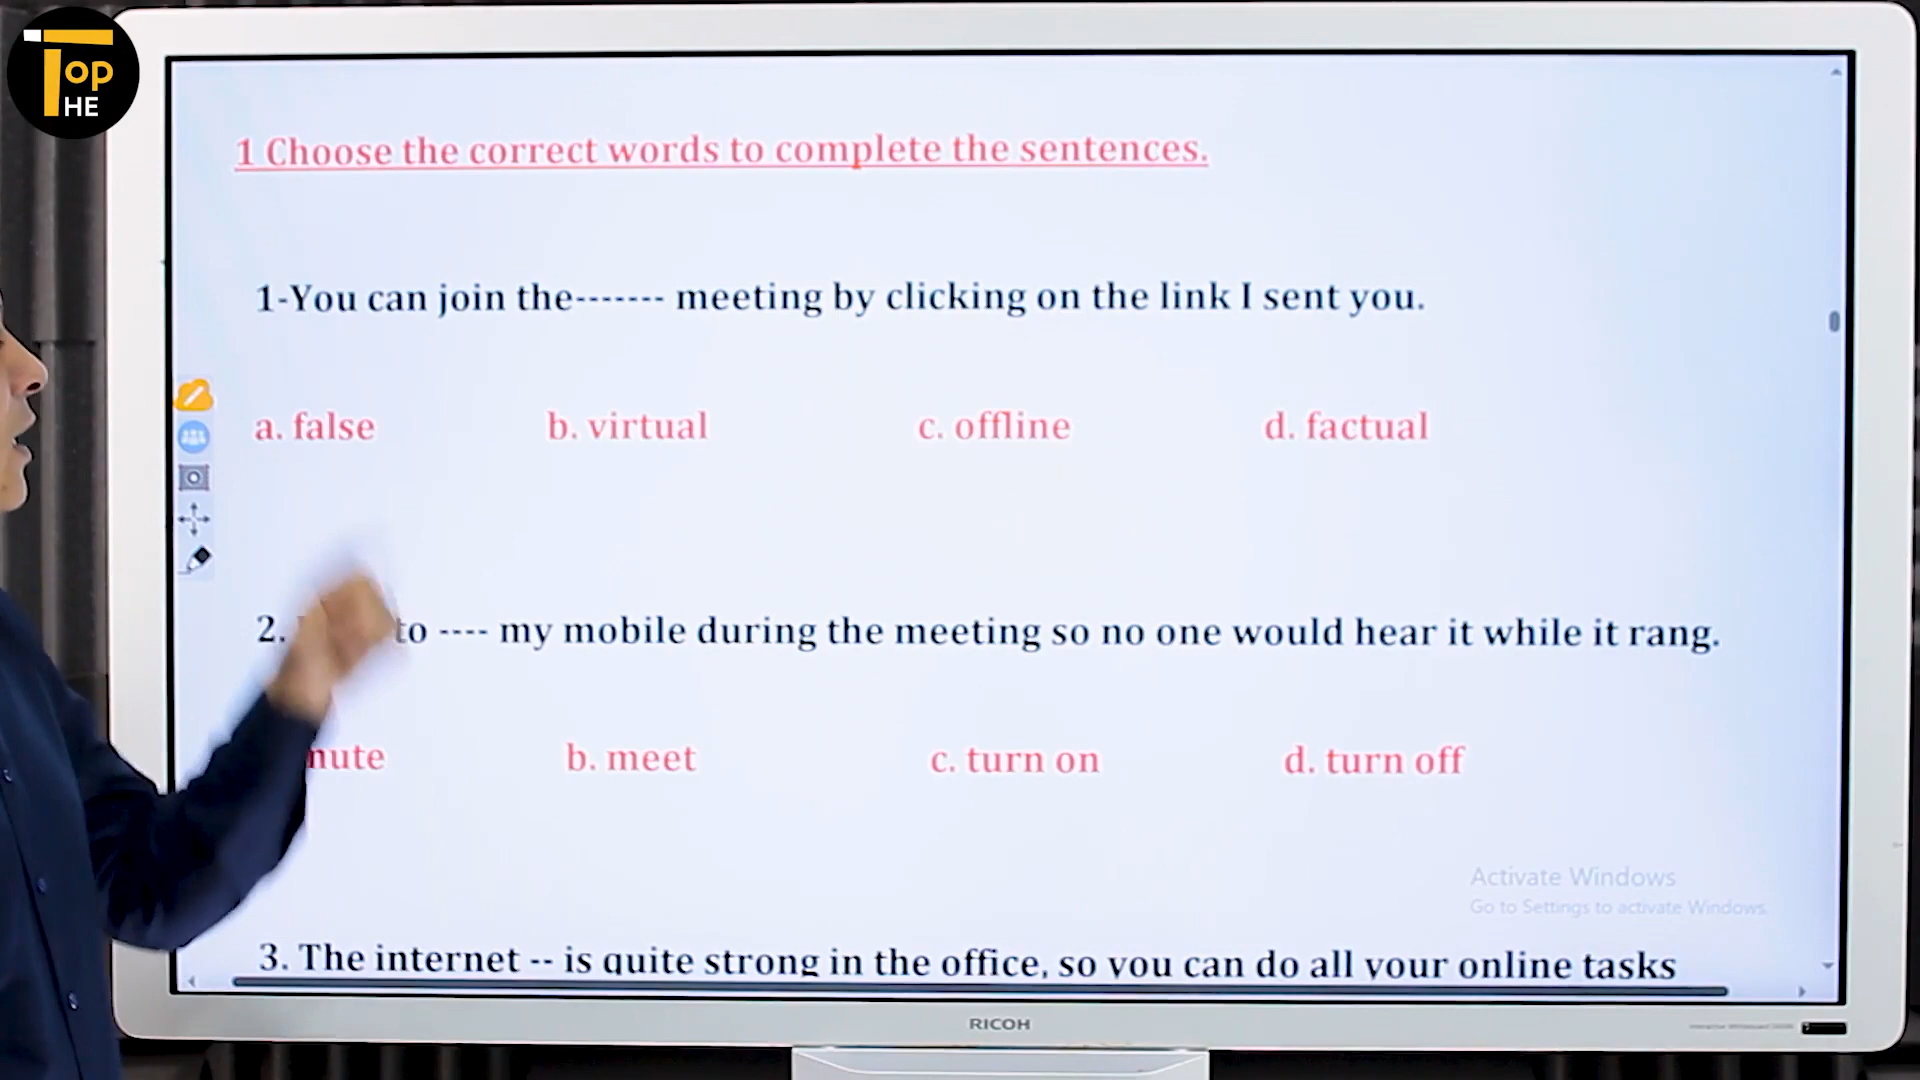 Top
HE
1 Choose the correct words to complete the sentences.
1-You can join the------- meeting by clicking on the link I sent you.
a. false b. virtual c. offline d. factual
2. to ---- my mobile during the meeting so no one would hear it while it rang.
mute b. meet c. turn on d. turn off
Activate Windows
Go to Settings to activate Windows.
3. The internet -- is quite strong in the office, so you can do all your online tasks
RICOH